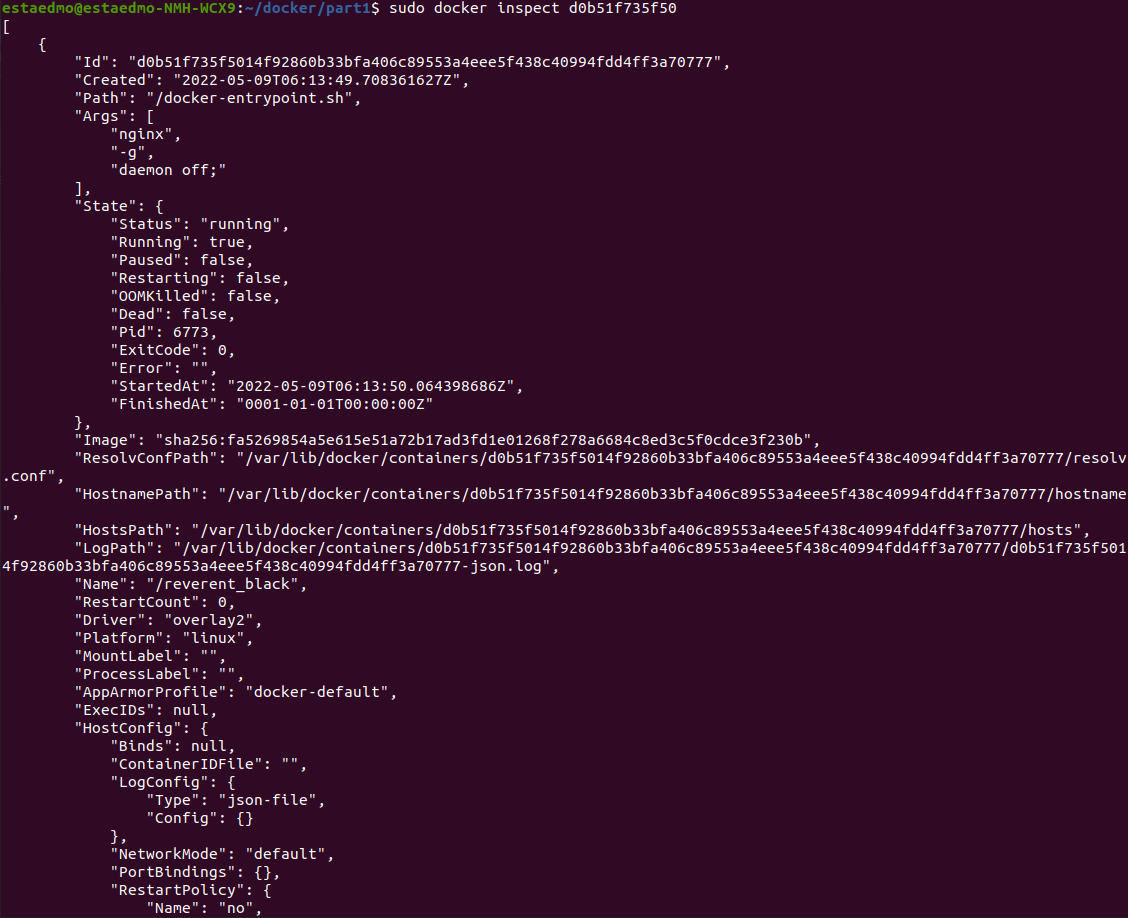 estaedmo@estaedmo-NMH-WCX9:~/docker/part1$ sudo docker inspect d0b51f735f50
[
    {
        "Id": "d0b51f735f5014f92860b33bfa406c89553a4eee5f438c40994fdd4ff3a70777",
        "Created": "2022-05-09T06:13:49.708361627Z",
        "Path": "/docker-entrypoint.sh",
        "Args": [
            "nginx",
            "-g",
            "daemon off;"
        ],
        "State": {
            "Status": "running",
            "Running": true,
            "Paused": false,
            "Restarting": false,
            "OOMKilled": false,
            "Dead": false,
            "Pid": 6773,
            "ExitCode": 0,
            "Error": "",
            "StartedAt": "2022-05-09T06:13:50.064398686Z",
            "FinishedAt": "0001-01-01T00:00:00Z"
        },
        "Image": "sha256:fa5269854a5e615e51a72b17ad3fd1e01268f278a6684c8ed3c5f0cdce3f230b",
        "ResolvConfPath": "/var/lib/docker/containers/d0b51f735f5014f92860b33bfa406c89553a4eee5f438c40994fdd4ff3a70777/resolv
.conf",
        "HostnamePath": "/var/lib/docker/containers/d0b51f735f5014f92860b33bfa406c89553a4eee5f438c40994fdd4ff3a70777/hostname
",
        "HostsPath": "/var/lib/docker/containers/d0b51f735f5014f92860b33bfa406c89553a4eee5f438c40994fdd4ff3a70777/hosts",
        "LogPath": "/var/lib/docker/containers/d0b51f735f5014f92860b33bfa406c89553a4eee5f438c40994fdd4ff3a70777/d0b51f735f501
4f92860b33bfa406c89553a4eee5f438c40994fdd4ff3a70777-json.log",
        "Name": "/reverent_black",
        "RestartCount": 0,
        "Driver": "overlay2",
        "Platform": "linux",
        "MountLabel": "",
        "ProcessLabel": "",
        "AppArmorProfile": "docker-default",
        "ExecIDs": null,
        "HostConfig": {
            "Binds": null,
            "ContainerIDFile": "",
            "LogConfig": {
                "Type": "json-file",
                "Config": {}
            },
            "NetworkMode": "default",
            "PortBindings": {},
            "RestartPolicy": {
                "Name": "no",